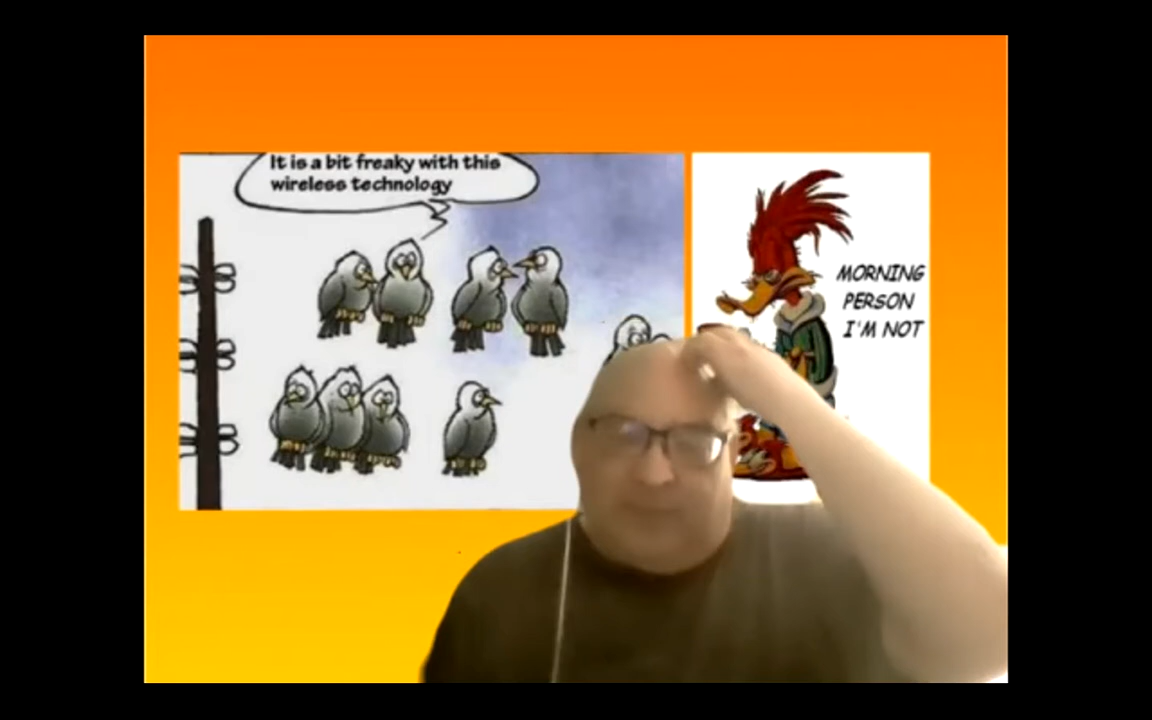 It is a bit freaky with this
wireless technology
MORNING
PERSON
I'M NOT